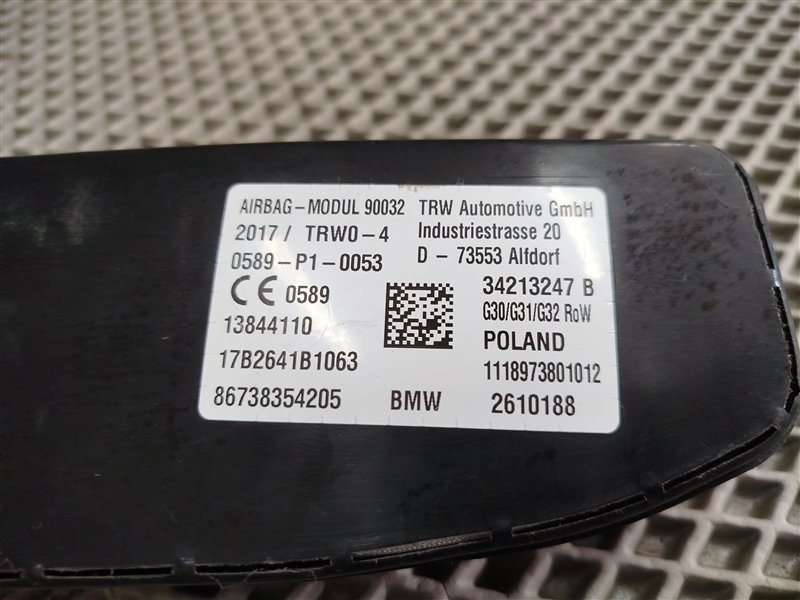 AIRBAG-MODUL 90032 TRW Automotive GmbH
2017/ TRW0-4 Industriestrasse 20
0589-P1-0053 D - 73553 Alfdorf
CE 0589 34213247 B
G30/G31/G32 RoW
13844110 POLAND
17B2641B1063 1118973801012
86738354205 BMW 2610188